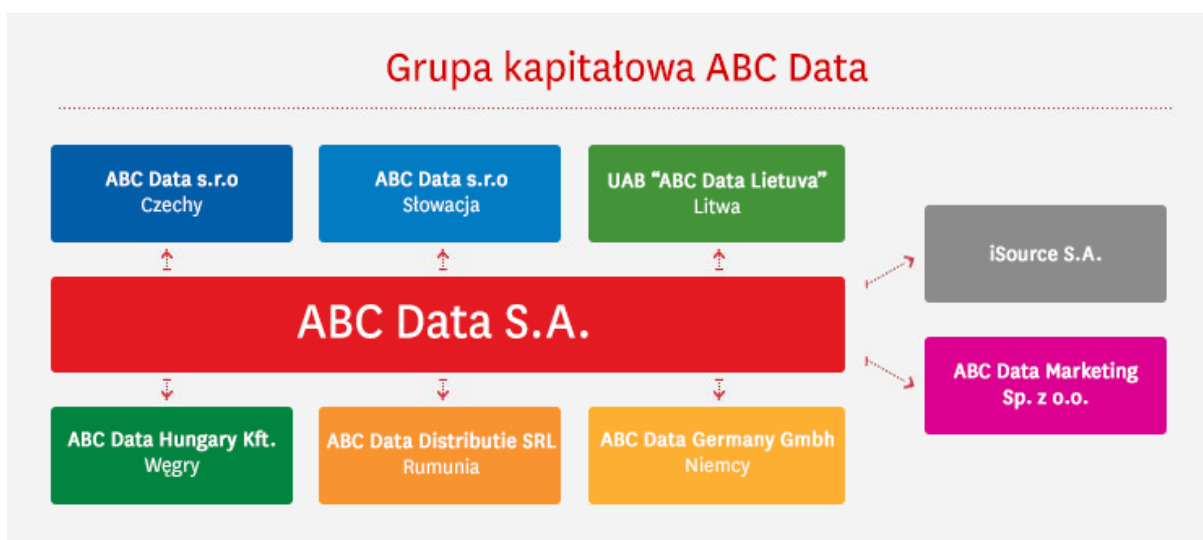 Grupa kapitałowa ABC Data
ABC Data s.r.o
Czechy
ABC Data s.r.o
Słowacja
UAB “ABC Data Lietuva”
Litwa
iSource S.A.
ABC Data S.A.
ABC Data Marketing
Sp. z o.o.
ABC Data Hungary Kft.
Węgry
ABC Data Distributie SRL
Rumunia
ABC Data Germany Gmbh
Niemcy